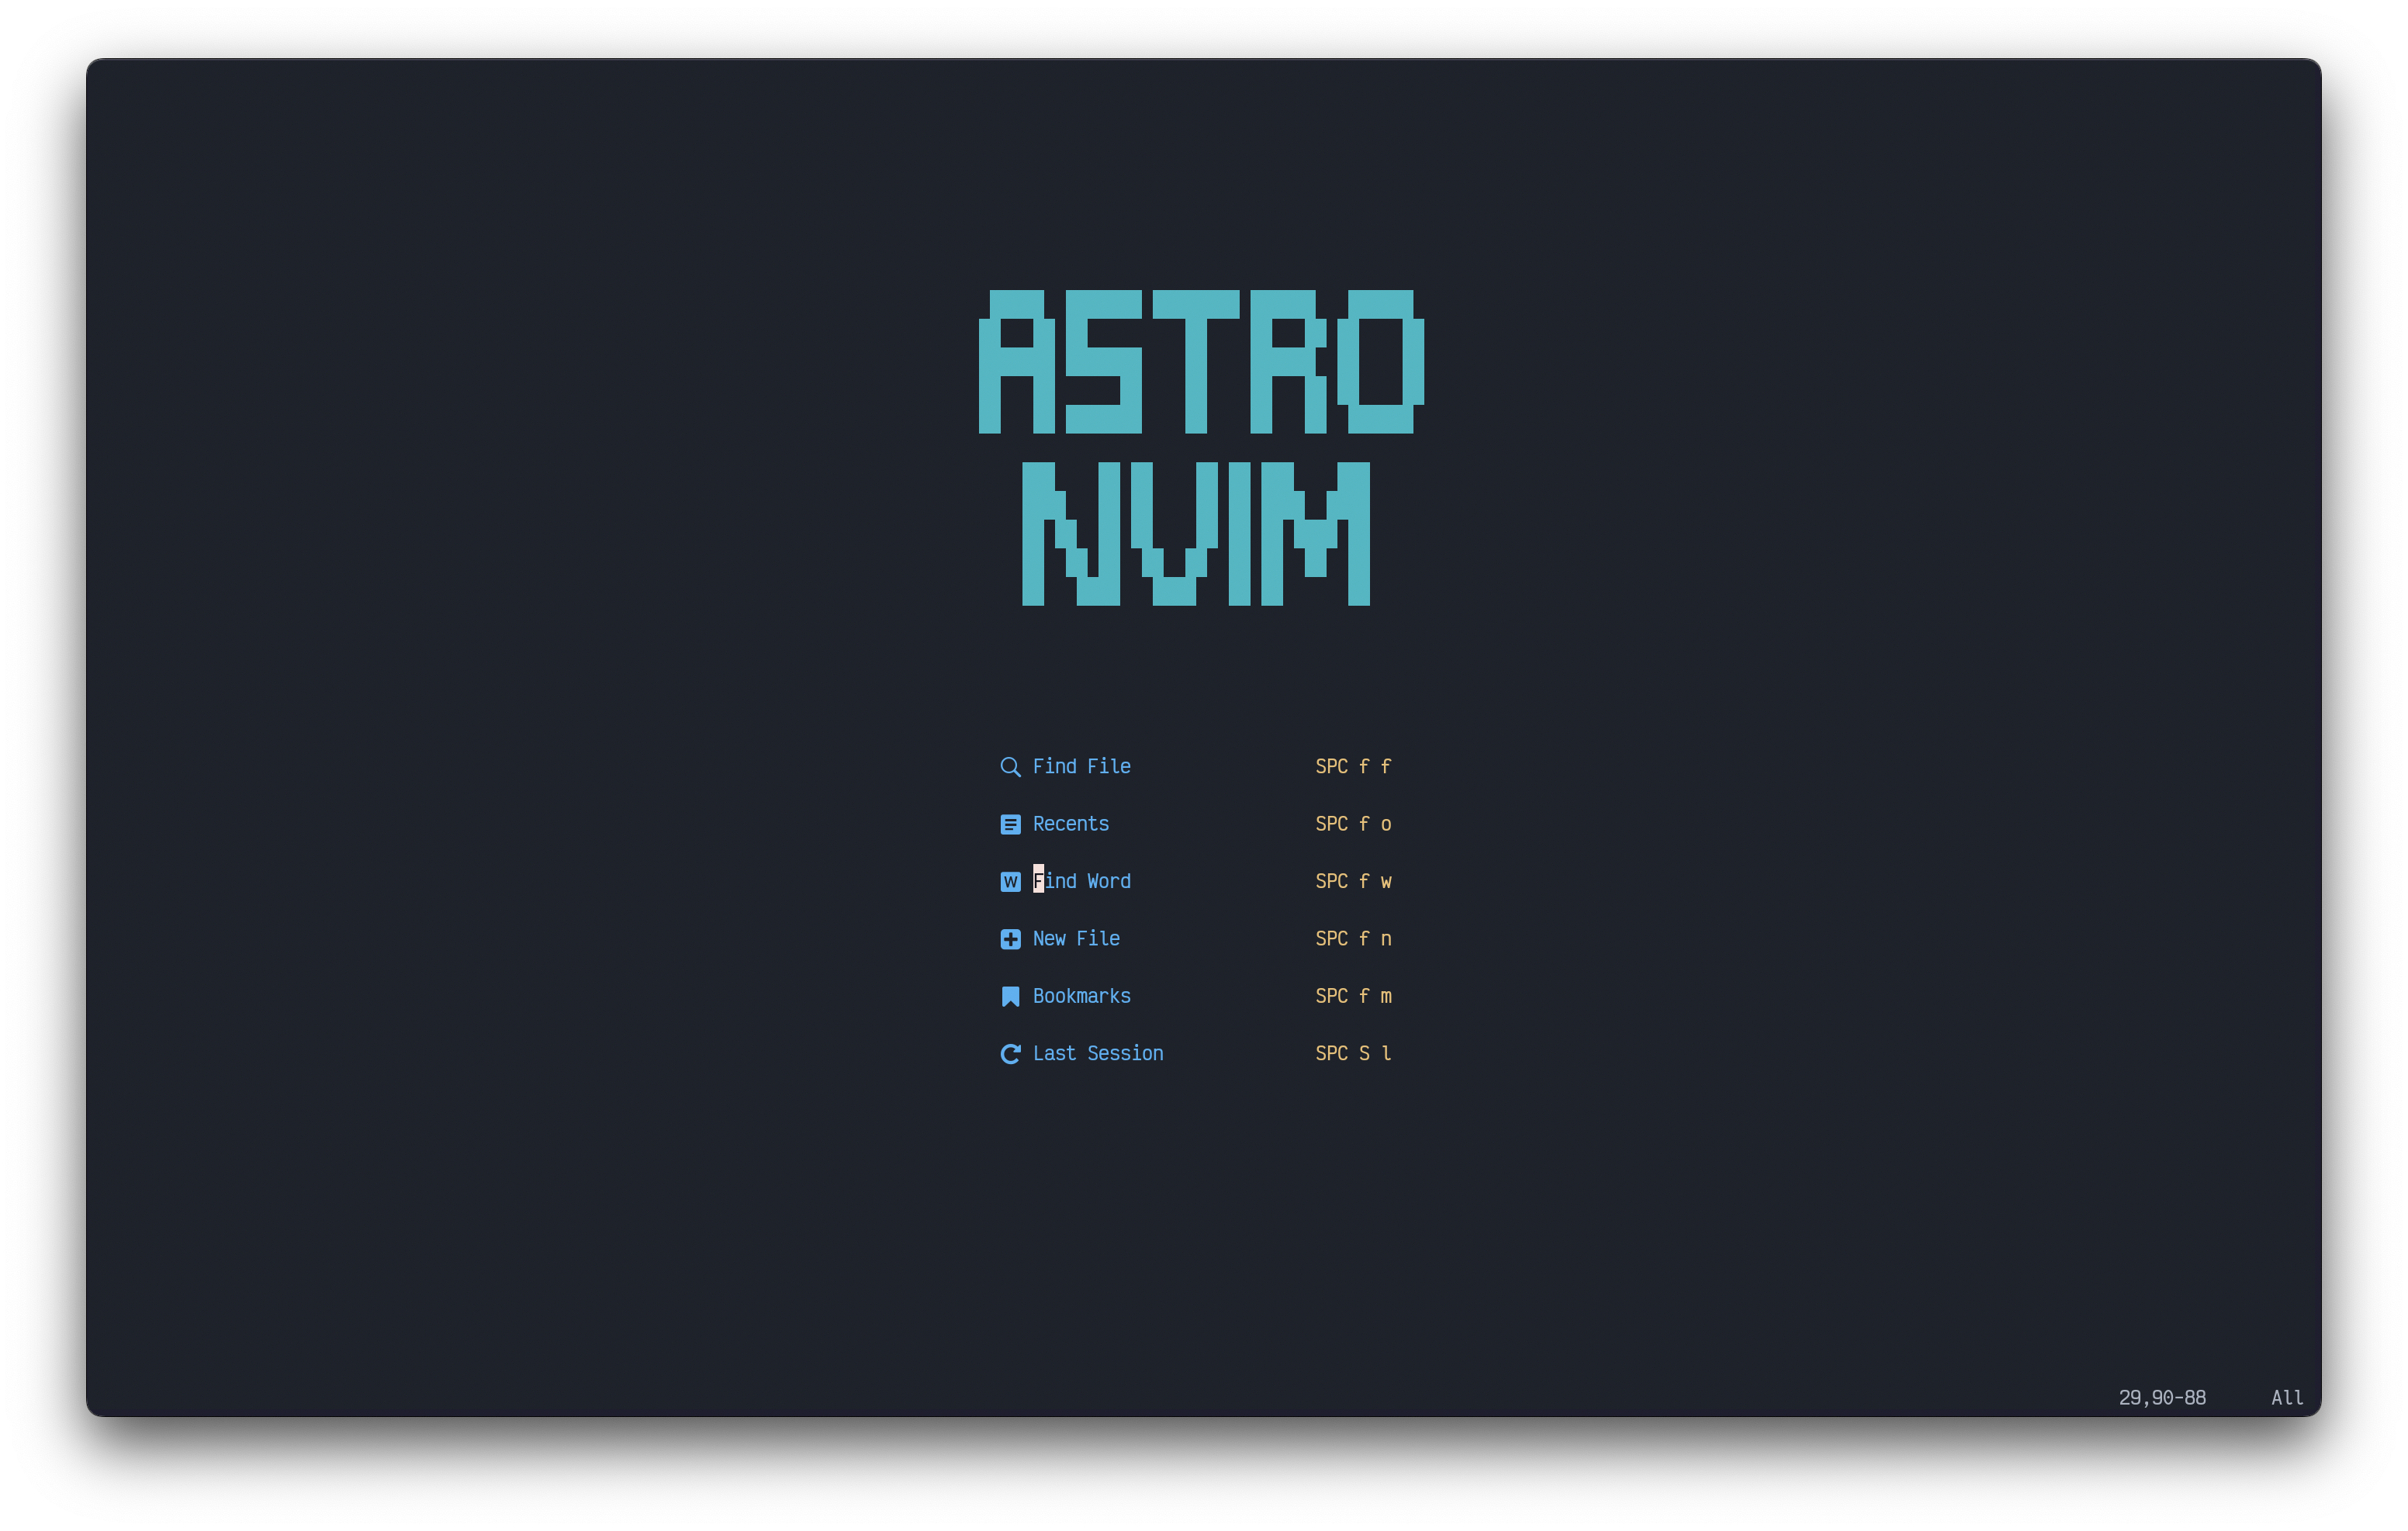 ASTRO
NVIM
Find File SPC f f
Recents SPC f o
W Find Word SPC f w
New File SPC f n
Bookmarks SPC f m
Last Session SPC S l
29,90-88 All